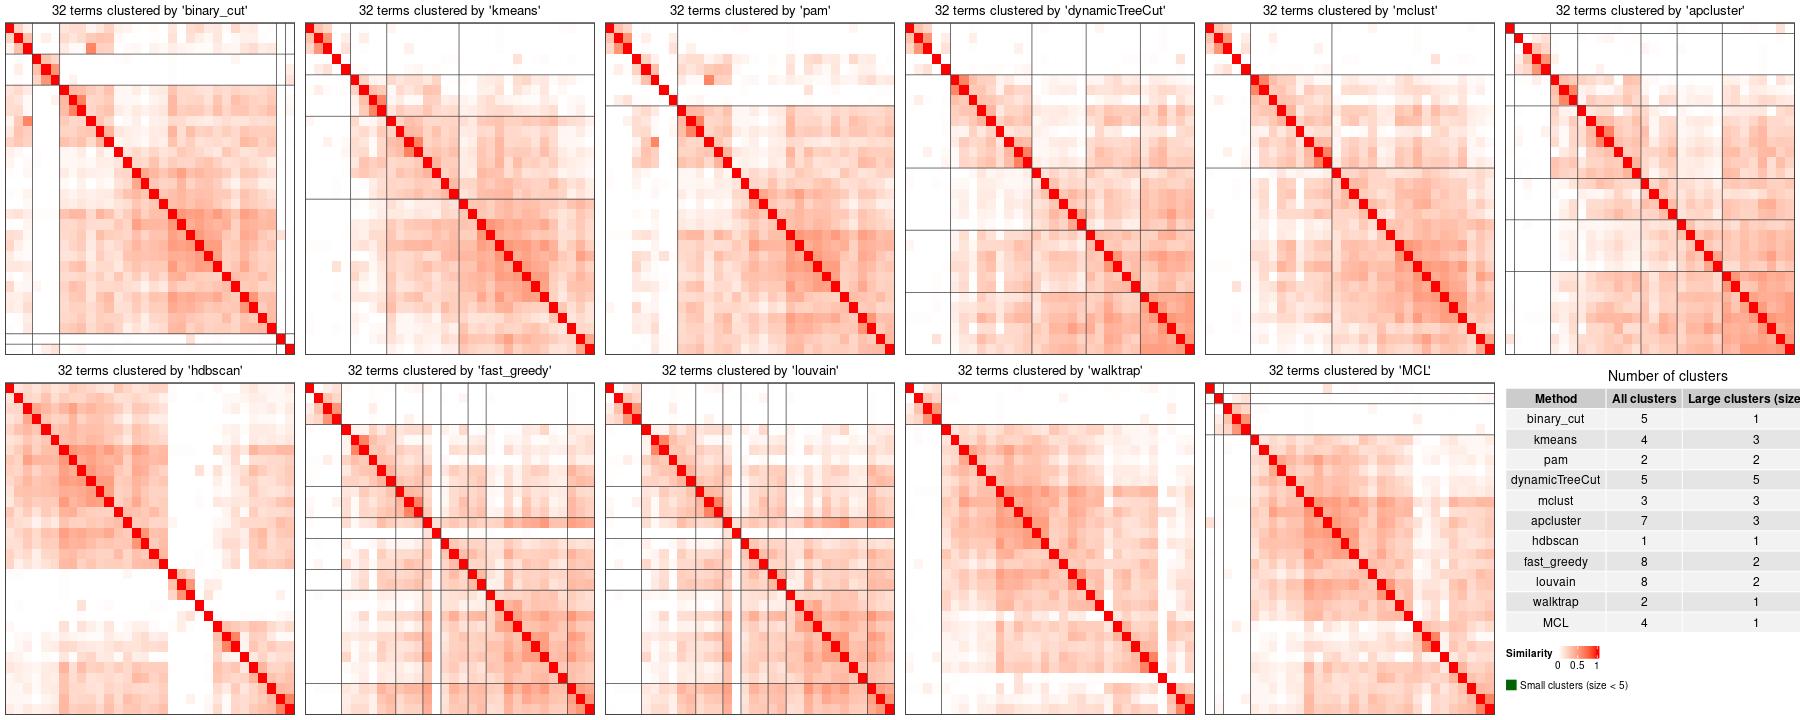 32 terms clustered by 'binary_cut'
32 terms clustered by 'kmeans'
32 terms clustered by 'pam'
32 terms clustered by 'dynamicTreeCut'
32 terms clustered by 'mclust'
32 terms clustered by 'apcluster'
32 terms clustered by 'hdbscan'
32 terms clustered by 'fast_greedy'
32 terms clustered by 'louvain'
32 terms clustered by 'walktrap'
32 terms clustered by 'MCL'
Number of clusters
Method All clusters Large clusters (size
binary_cut 5 1
kmeans 4 3
pam 2 2
dynamicTreeCut 5 5
mclust 3 3
apcluster 7 3
hdbscan 1 1
fast_greedy 8 2
louvain 8 2
walktrap 2 1
MCL 4 1
Similarity
0 0.5 1
Small clusters (size < 5)